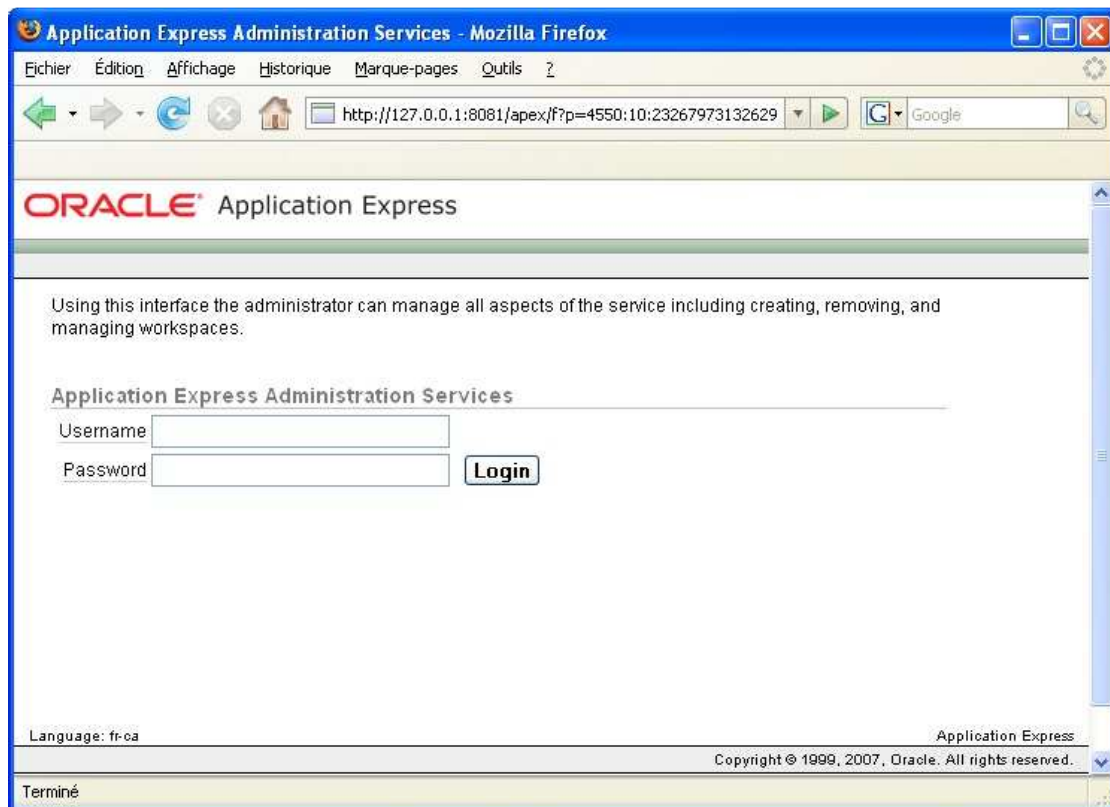 Application Express Administration Services - Mozilla Firefox
Fichier Édition Affichage Historique Marque-pages Outils ?
http://127.0.0.1:8081/apex/f?p=4550:10:23267973132629 G Google
ORACLE Application Express
Using this interface the administrator can manage all aspects of the service including creating, removing, and
managing workspaces.
Application Express Administration Services
Username
Password Login
Language: fr-ca Application Express
Copyright © 1999, 2007, Oracle. All rights reserved.
Terminé